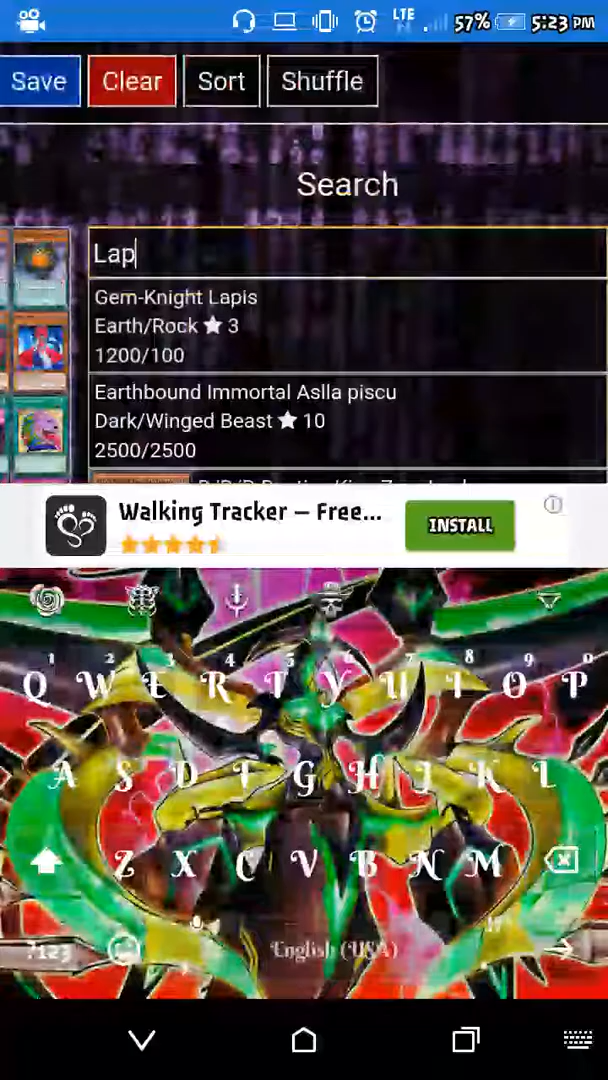 LTE 57% 5:23 PM
Save Clear Sort Shuffle
Search
Lap
Gem-Knight Lapis
Earth/Rock ★ 3
1200/100
Earthbound Immortal Aslla piscu
Dark/Winged Beast ★ 10
2500/2500
Walking Tracker – Free...
INSTALL
1 2 3 4 5 6 7 8 9 0
Q W E R T Y U I O P
A S D F G H J K L
Z X C V B N M
?123 English (USA)